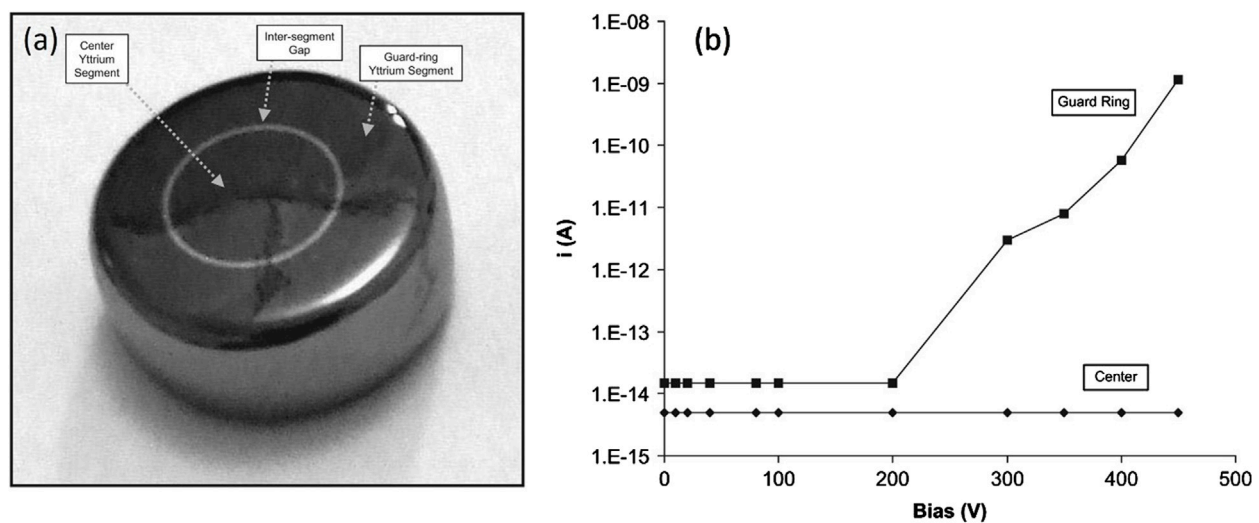 (a)
Center
Yttrium
Segment
Inter-segment
Gap
Guard-ring
Yttrium Segment
(b)
1.E-08
1.E-09
1.E-10
1.E-11
1.E-12
1.E-13
1.E-14
1.E-15
i (A)
Guard Ring
Center
0
100
200
300
400
500
Bias (V)